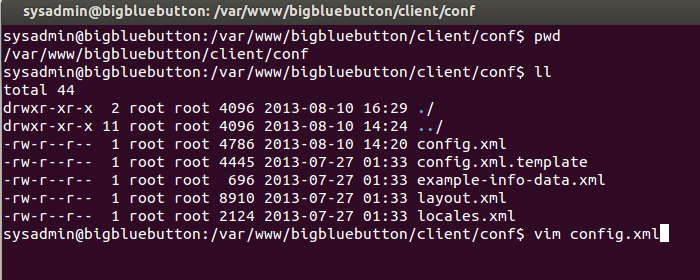 sysadmin@bigbluebutton: /var/www/bigbluebutton/client/conf
sysadmin@bigbluebutton:/var/www/bigbluebutton/client/conf$ pwd
/var/www/bigbluebutton/client/conf
sysadmin@bigbluebutton:/var/www/bigbluebutton/client/conf$ ll
total 44
drwxr-xr-x  2 root root 4096 2013-08-10 16:29 ./
drwxr-xr-x 11 root root 4096 2013-08-10 14:24 ../
-rw-r--r--  1 root root 4786 2013-08-10 14:20 config.xml
-rw-r--r--  1 root root 4445 2013-07-27 01:33 config.xml.template
-rw-r--r--  1 root root  696 2013-07-27 01:33 example-info-data.xml
-rw-r--r--  1 root root 8910 2013-07-27 01:33 layout.xml
-rw-r--r--  1 root root 2124 2013-07-27 01:33 locales.xml
sysadmin@bigbluebutton:/var/www/bigbluebutton/client/conf$ vim config.xml